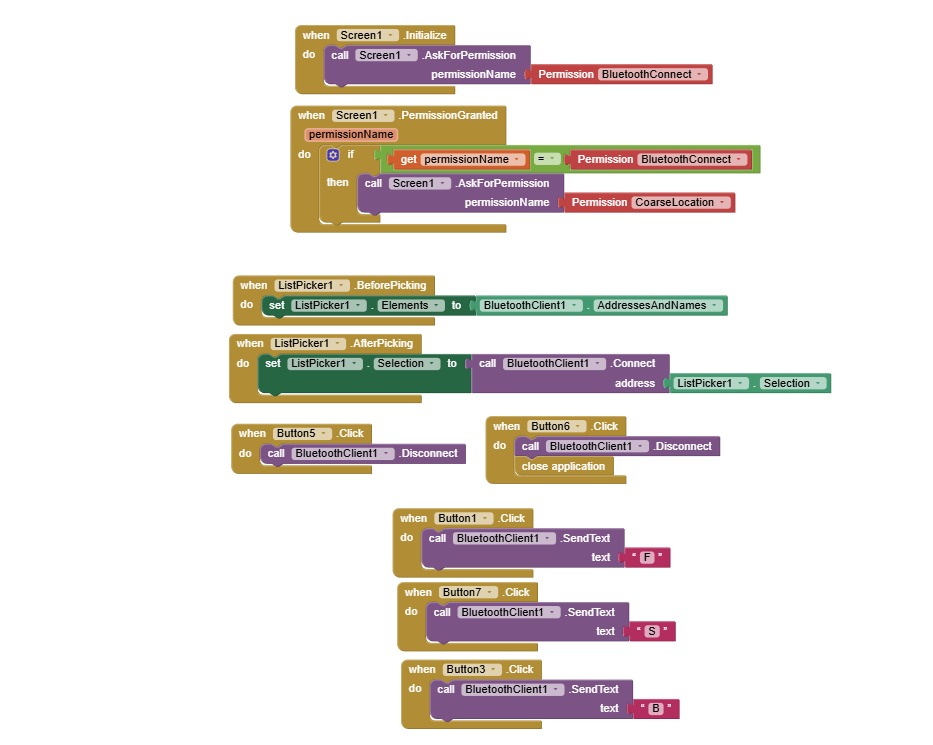 when Screen1 .Initialize
do call Screen1 .AskForPermission
permissionName Permission BluetoothConnect
when Screen1 .PermissionGranted
permissionName
do if get permissionName = Permission BluetoothConnect
then call Screen1 .AskForPermission
permissionName Permission CoarseLocation
when ListPicker1 .BeforePicking
do set ListPicker1 . Elements to BluetoothClient1 . AddressesAndNames
when ListPicker1 .AfterPicking
do set ListPicker1 . Selection to call BluetoothClient1 .Connect
address ListPicker1 . Selection
when Button5 .Click
do call BluetoothClient1 .Disconnect
when Button6 .Click
do call BluetoothClient1 .Disconnect
close application
when Button1 .Click
do call BluetoothClient1 .SendText
text “ F ”
when Button7 .Click
do call BluetoothClient1 .SendText
text “ S ”
when Button3 .Click
do call BluetoothClient1 .SendText
text “ B ”